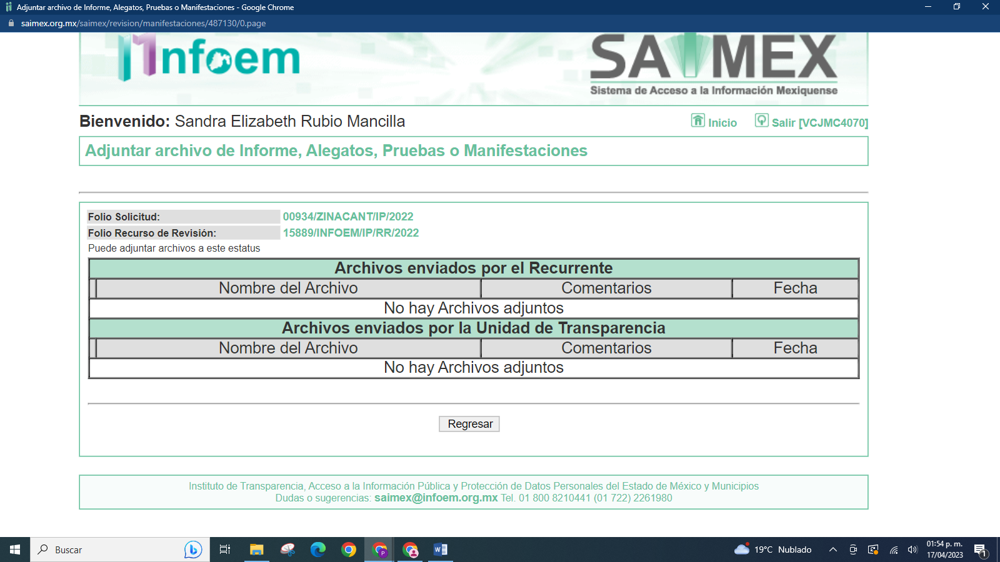 Adjuntar archivo de Informe, Alegatos, Pruebas o Manifestaciones - Google Chrome
saimex.org.mx/saimex/revision/manifestaciones/487130/0.page
infoem
SAIMEX
Sistema de Acceso a la Información Mexiquense
Bienvenido: Sandra Elizabeth Rubio Mancilla
Inicio Salir [VCJMC4070]
Adjuntar archivo de Informe, Alegatos, Pruebas o Manifestaciones
Folio Solicitud: 00934/ZINACANT/IP/2022
Folio Recurso de Revisión: 15889/INFOEM/IP/RR/2022
Puede adjuntar archivos a este estatus
Archivos enviados por el Recurrente
Nombre del Archivo Comentarios Fecha
No hay Archivos adjuntos
Archivos enviados por la Unidad de Transparencia
Nombre del Archivo Comentarios Fecha
No hay Archivos adjuntos
Regresar
Instituto de Transparencia, Acceso a la Información Pública y Protección de Datos Personales del Estado de México y Municipios
Dudas o sugerencias: saimex@infoem.org.mx Tel. 01 800 8210441 (01 722) 2261980
Buscar
P
W
19°C Nublado
01:54 p. m.
17/04/2023
1